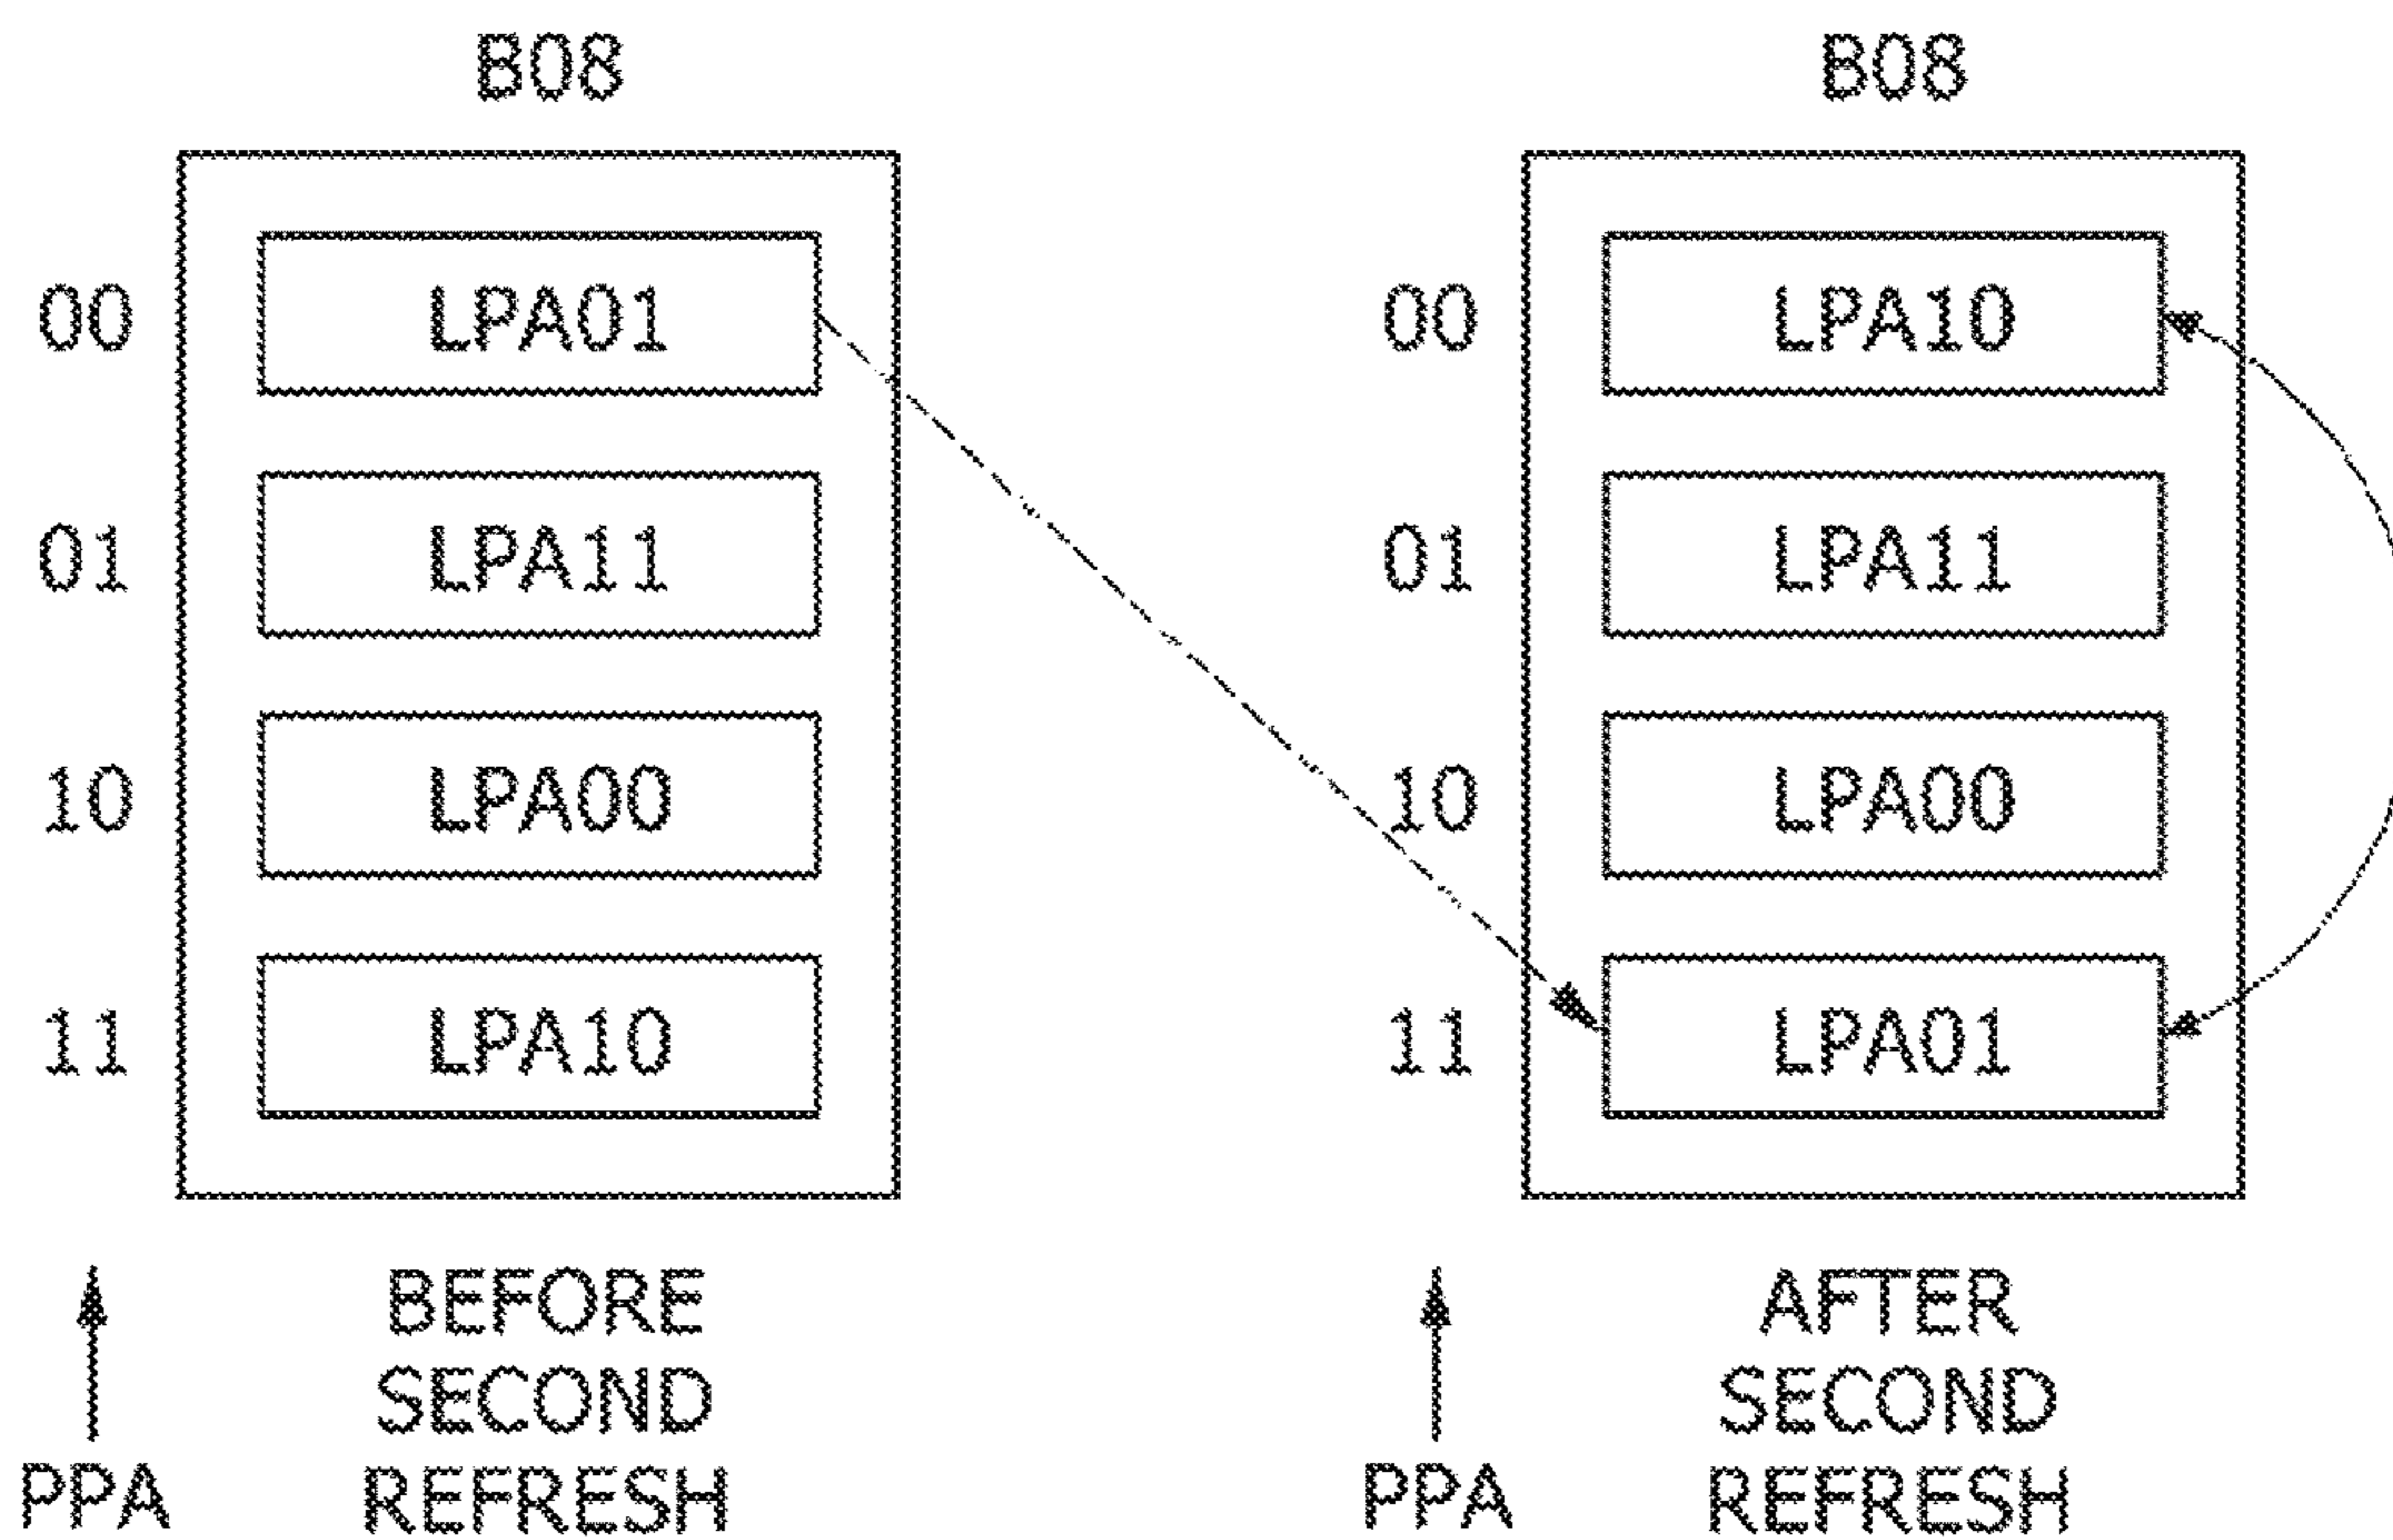 B08 B08
00 LPA01 00 LPA10
01 LPA11 01 LPA11
10 LPA00 10 LPA00
11 LPA10 11 LPA01
BEFORE AFTER
SECOND SECOND
PPA REFRESH PPA REFRESH